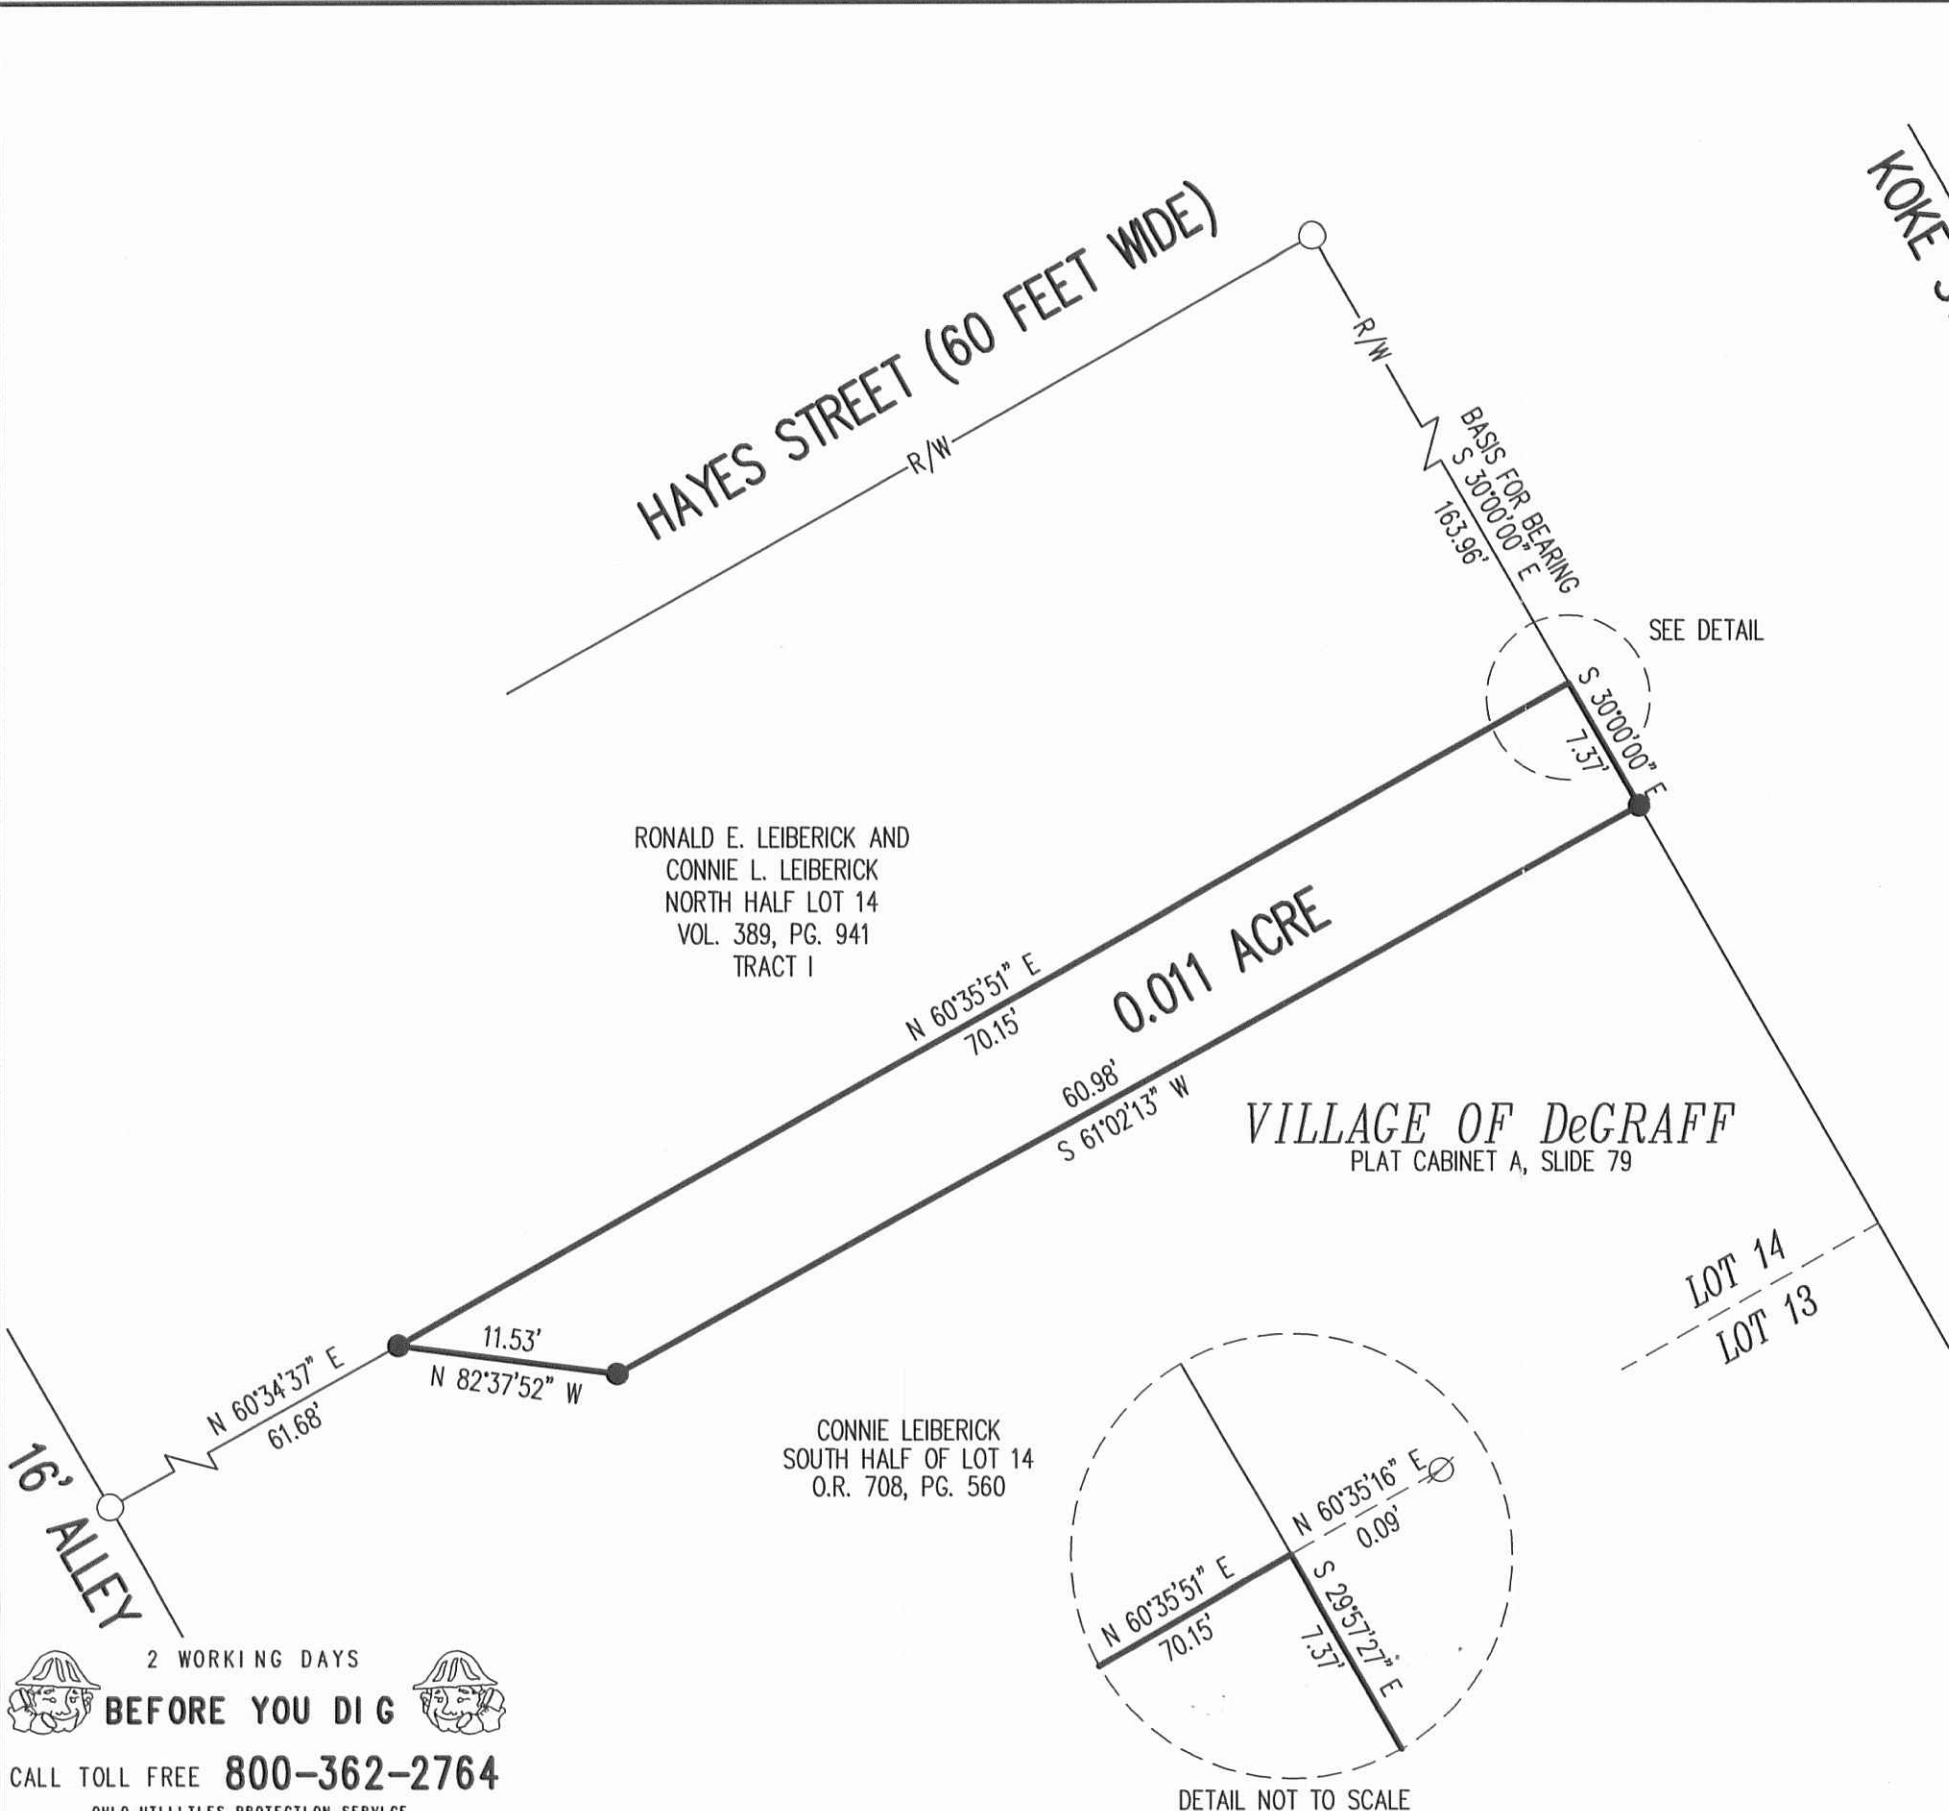 HAYES STREET (60 FEET WIDE)
R/W
KOKE
R/W
BASIS FOR BEARING
S 30°00'00" E
163.96'
SEE DETAIL
S 30°00'00" E
7.37'
RONALD E. LEIBERICK AND
CONNIE L. LEIBERICK
NORTH HALF LOT 14
VOL. 389, PG. 941
TRACT I
N 60°35'51" E
70.15'
0.011 ACRE
60.98'
S 61°02'13" W
VILLAGE OF DeGRAFF
PLAT CABINET A, SLIDE 79
LOT 14
LOT 13
11.53'
N 82°37'52" W
N 60°34'37" E
61.68'
16' ALLEY
CONNIE LEIBERICK
SOUTH HALF OF LOT 14
O.R. 708, PG. 560
N 60°35'16" E
0.09'
N 60°35'51" E
70.15'
S 29°57'27" E
7.37'
DETAIL NOT TO SCALE
2 WORKING DAYS
BEFORE YOU DIG
CALL TOLL FREE 800-362-2764
OHIO UTILITIES PROTECTION SERVICE